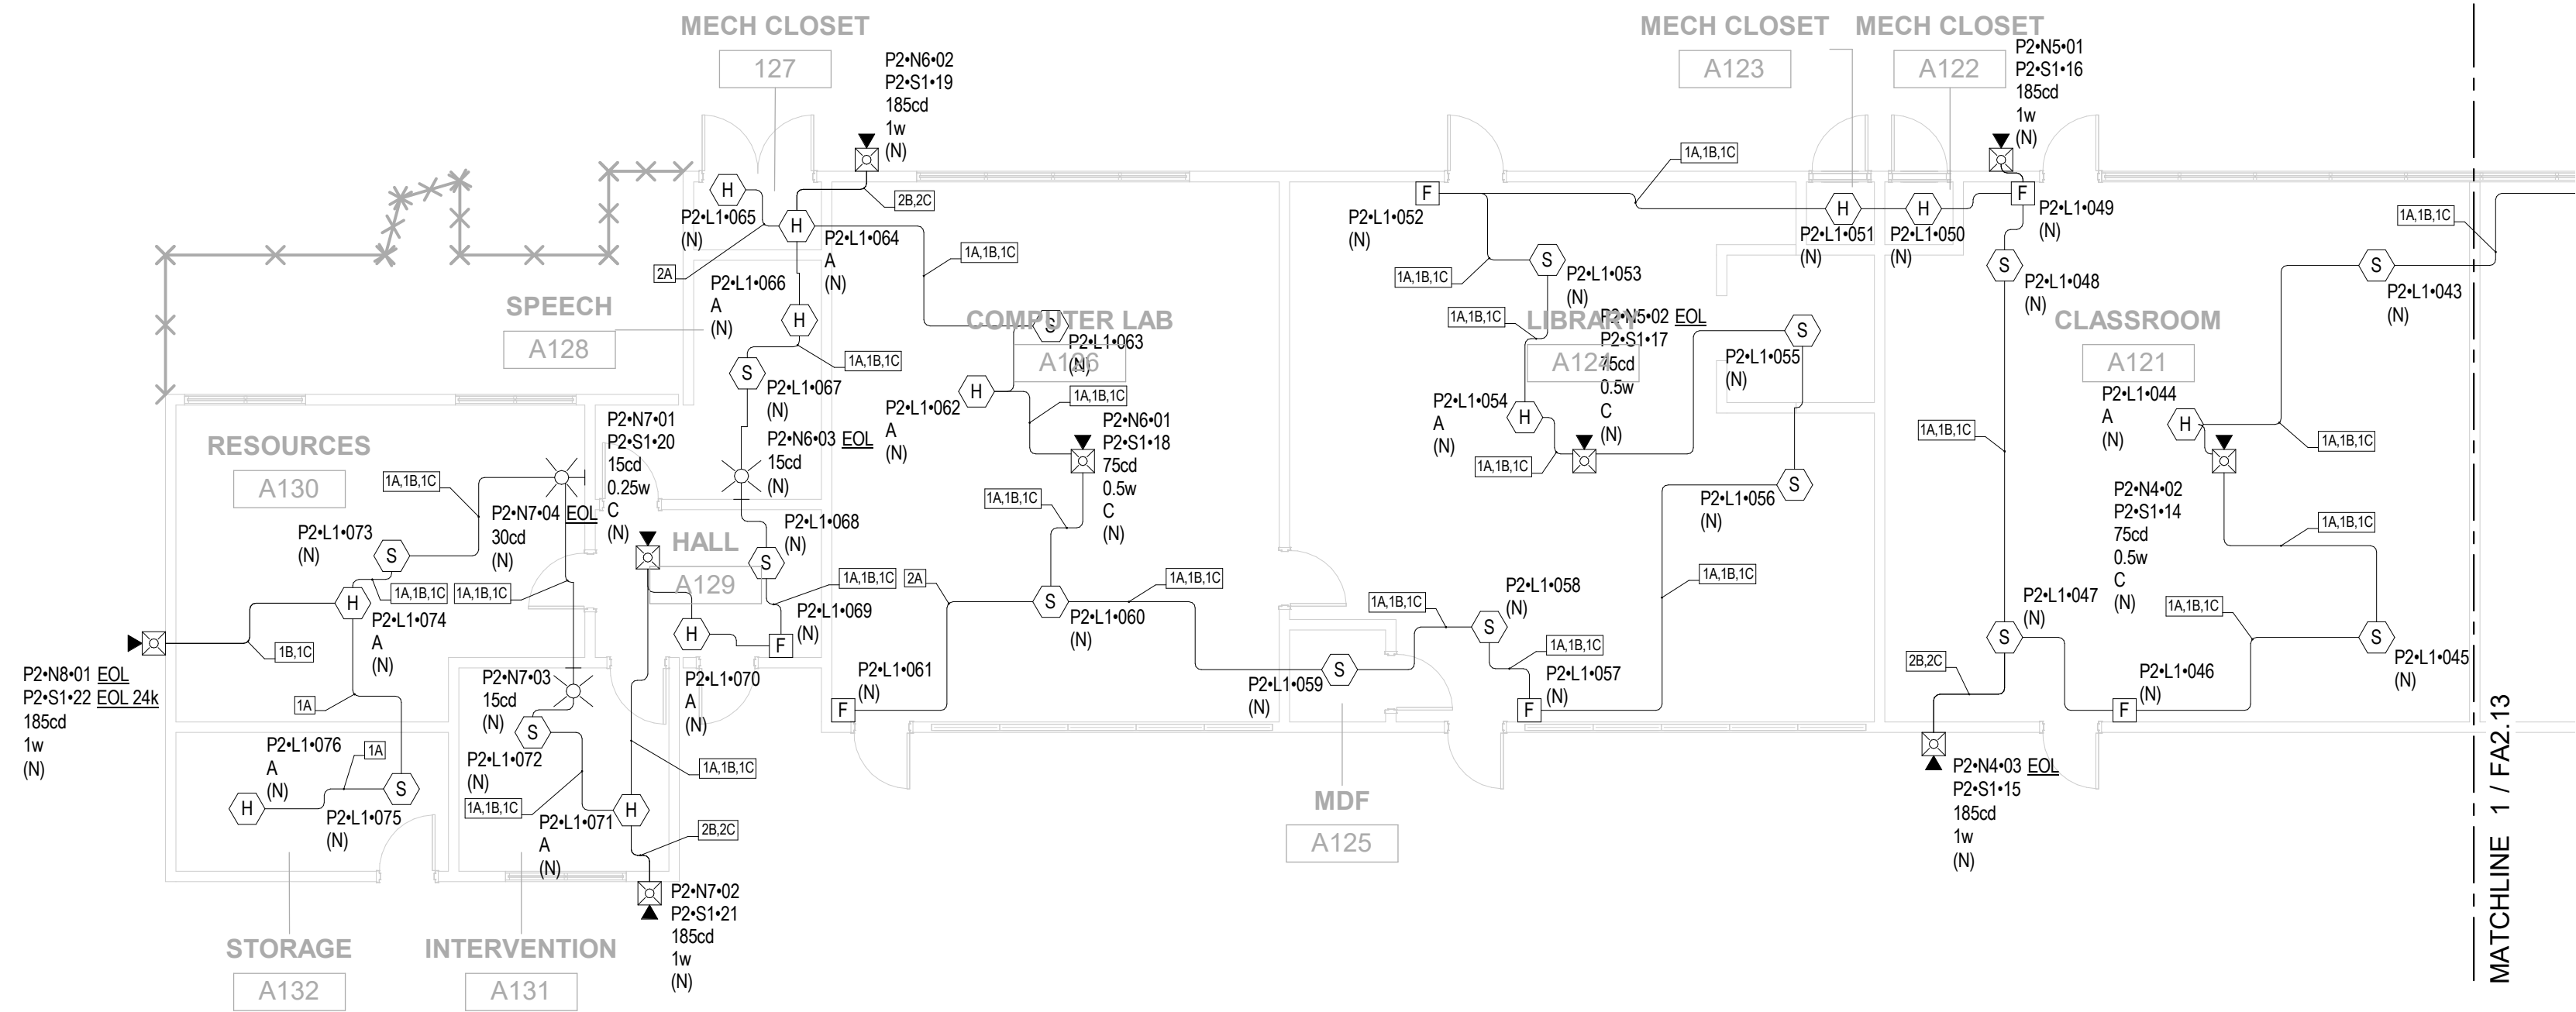 MECH CLOSET
127
P2•N6•02
P2•S1•19
185cd
1w
(N)
MECH CLOSET
A123
MECH CLOSET
A122
P2•N5•01
P2•S1•16
185cd
1w
(N)
H
P2•L1•065
(N)
H
P2•L1•064
A
(N)
2B,2C
2A
1A,1B,1C
F
P2•L1•052
(N)
1A,1B,1C
H
P2•L1•051
(N)
H
P2•L1•050
(N)
F
P2•L1•049
(N)
1A,1B,1C
S
P2•L1•053
(N)
1A,1B,1C
S
P2•L1•048
(N)
1A,1B,1C
S
P2•L1•043
(N)
SPEECH
A128
P2•L1•066
A
(N)
H
1A,1B,1C
S
P2•L1•067
(N)
COMPUTER LAB
A126
S
P2•L1•063
(N)
H
P2•L1•062
A
(N)
1A,1B,1C
P2•N6•01
P2•S1•18
75cd
0.5w
C
(N)
1A,1B,1C
LIBRARY
A124
P2•N5•02 EOL
P2•S1•17
75cd
0.5w
C
(N)
S
P2•L1•055
(N)
P2•L1•054
A
(N)
H
1A,1B,1C
S
P2•L1•056
(N)
1A,1B,1C
1A,1B,1C
CLASSROOM
A121
P2•L1•044
A
(N)
H
1A,1B,1C
P2•N4•02
P2•S1•14
75cd
0.5w
C
(N)
1A,1B,1C
1A,1B,1C
RESOURCES
A130
1A,1B,1C
P2•N7•01
P2•S1•20
15cd
0.25w
C
(N)
P2•N6•03 EOL
15cd
(N)
P2•N7•04 EOL
30cd
(N)
P2•L1•073
(N)
S
P2•L1•068
(N)
S
HALL
A129
1A,1B,1C
1A,1B,1C
1A,1B,1C
H
P2•L1•074
A
(N)
1B,1C
P2•L1•069
(N)
F
H
P2•L1•070
A
(N)
2A
S
P2•L1•060
(N)
1A,1B,1C
P2•L1•061
(N)
F
P2•L1•058
(N)
S
1A,1B,1C
1A,1B,1C
P2•L1•059
(N)
S
P2•L1•057
(N)
F
P2•L1•047
(N)
S
2B,2C
P2•L1•046
(N)
F
S
P2•L1•045
(N)
P2•N8•01 EOL
P2•S1•22 EOL 24k
185cd
1w
(N)
1A
P2•N7•03
15cd
(N)
S
P2•L1•072
(N)
P2•L1•076
A
(N)
1A
H
S
P2•L1•075
(N)
1A,1B,1C
P2•L1•071
A
(N)
H
1A,1B,1C
2B,2C
P2•N7•02
P2•S1•21
185cd
1w
(N)
STORAGE
A132
INTERVENTION
A131
MDF
A125
P2•N4•03 EOL
P2•S1•15
185cd
1w
(N)
MATCHLINE 1 / FA2.13